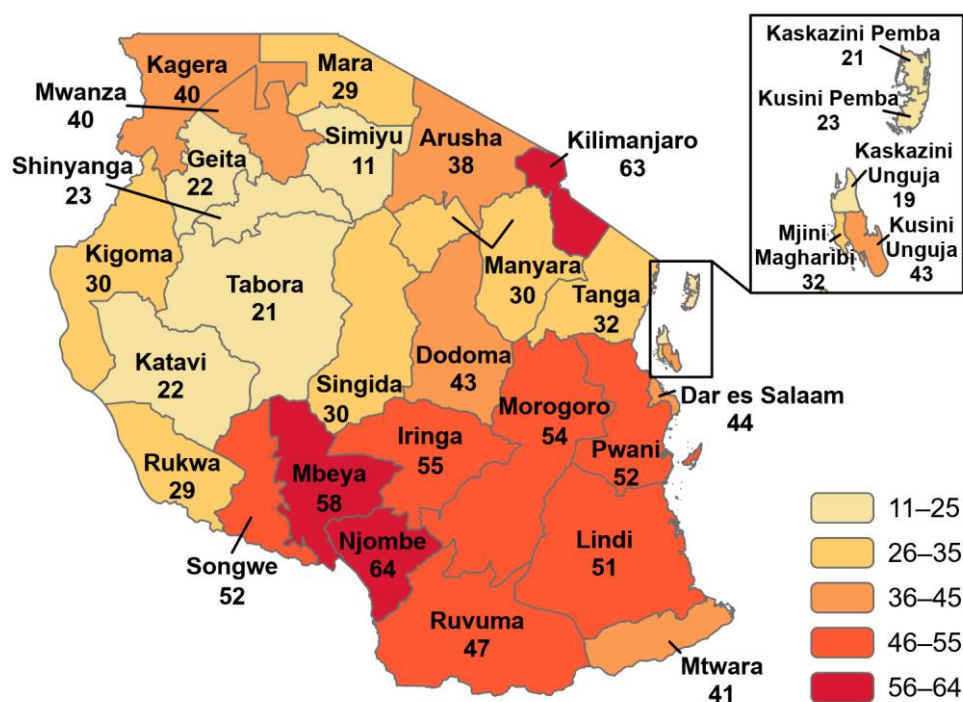 Kagera
40
Mara
29
Mwanza
40
Simiyu
11
Arusha
38
Kilimanjaro
63
Geita
22
Shinyanga
23
Kigoma
30
Tabora
21
Manyara
30
Tanga
32
Katavi
22
Singida
30
Dodoma
43
Morogoro
54
Dar es Salaam
44
Pwani
52
Iringa
55
Rukwa
29
Mbeya
58
Songwe
52
Njombe
64
Lindi
51
Ruvuma
47
Mtwara
41
Kaskazini Pemba
21
Kusini Pemba
23
Kaskazini
Unguja
19
Mjini
Magharibi
32
Kusini
Unguja
43
11–25
26–35
36–45
46–55
56–64